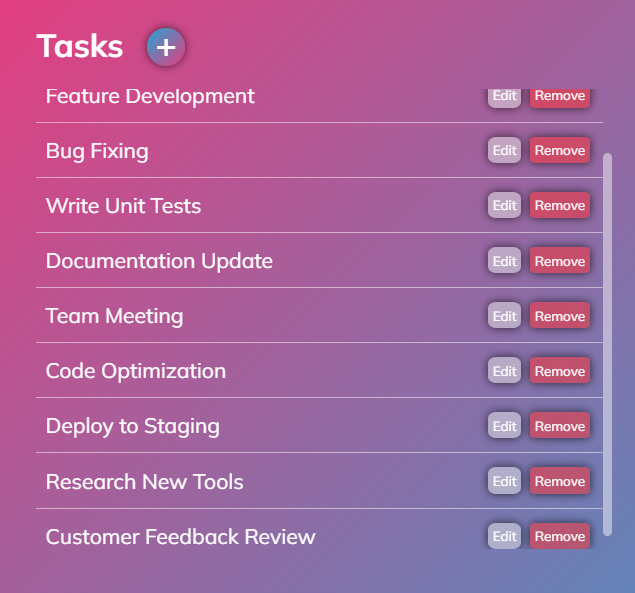 Tasks +
Feature Development Edit Remove
Bug Fixing Edit Remove
Write Unit Tests Edit Remove
Documentation Update Edit Remove
Team Meeting Edit Remove
Code Optimization Edit Remove
Deploy to Staging Edit Remove
Research New Tools Edit Remove
Customer Feedback Review Edit Remove